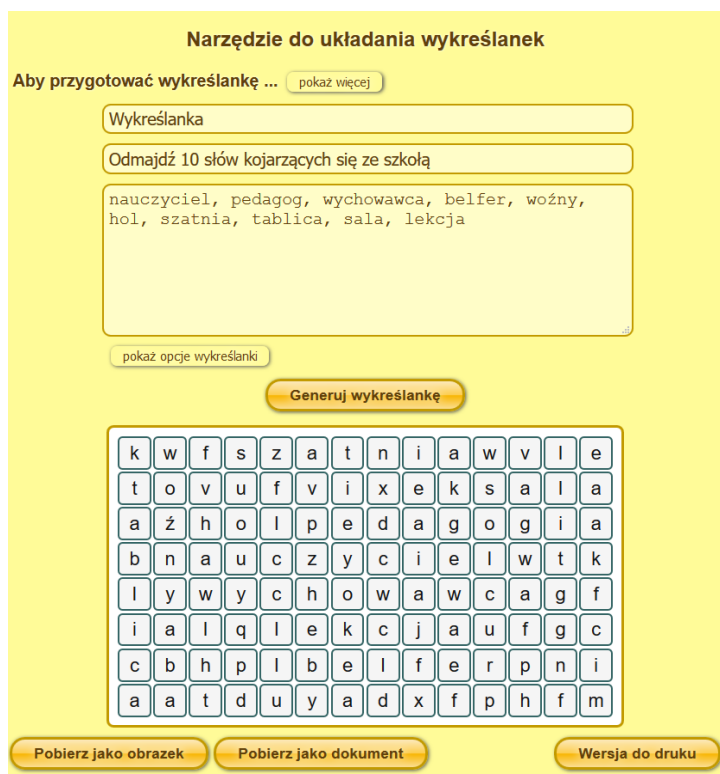 Narzędzie do układania wykreślanek
Aby przygotować wykreślankę ... pokaż więcej
Wykreślanka
Odmajdź 10 słów kojarzących się ze szkołą
nauczyciel, pedagog, wychowawca, belfer, woźny,
hol, szatnia, tablica, sala, lekcja
pokaż opcje wykreślanki
Generuj wykreślankę
k w f s z a t n i a w v l e
t o v u f v i x e k s a l a
a ź h o l p e d a g o g i a
b n a u c z y c i e l w t k
l y w y c h o w a w c a g f
i a l q l e k c j a u f g c
c b h p l b e l f e r p n i
a a t d u y a d x f p h f m
Pobierz jako obrazek Pobierz jako dokument Wersja do druku